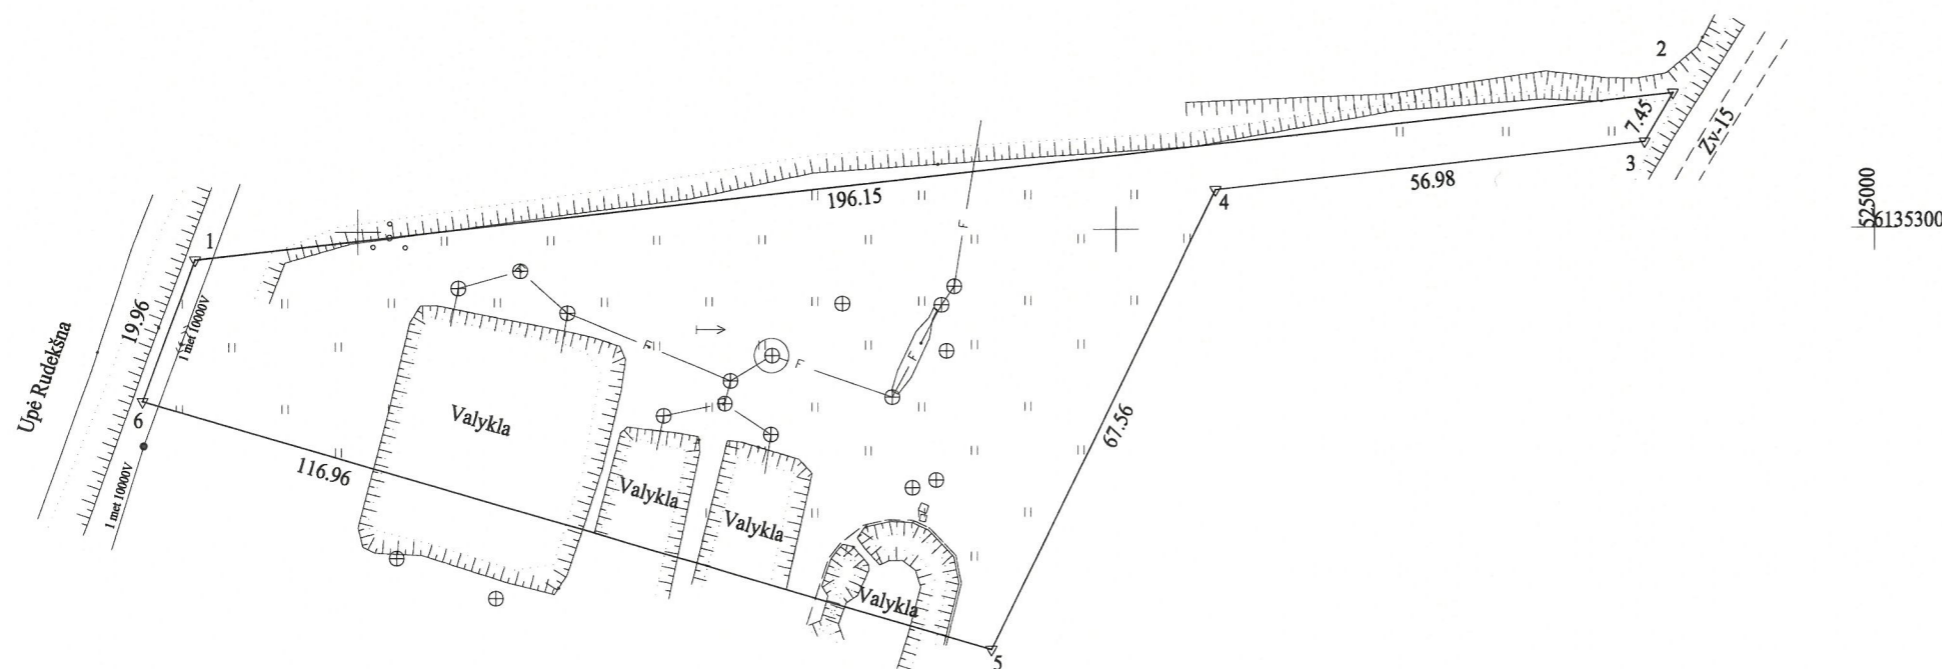 2
7.45
Žv-15
3
56.98
4
525000
6135300
196.15
1
F
19.96
1 met 10000V
Upė Rudekšna
6
F
F
F
Valykla
116.96
67.56
1 met 10000V
Valykla
Valykla
Valykla
5